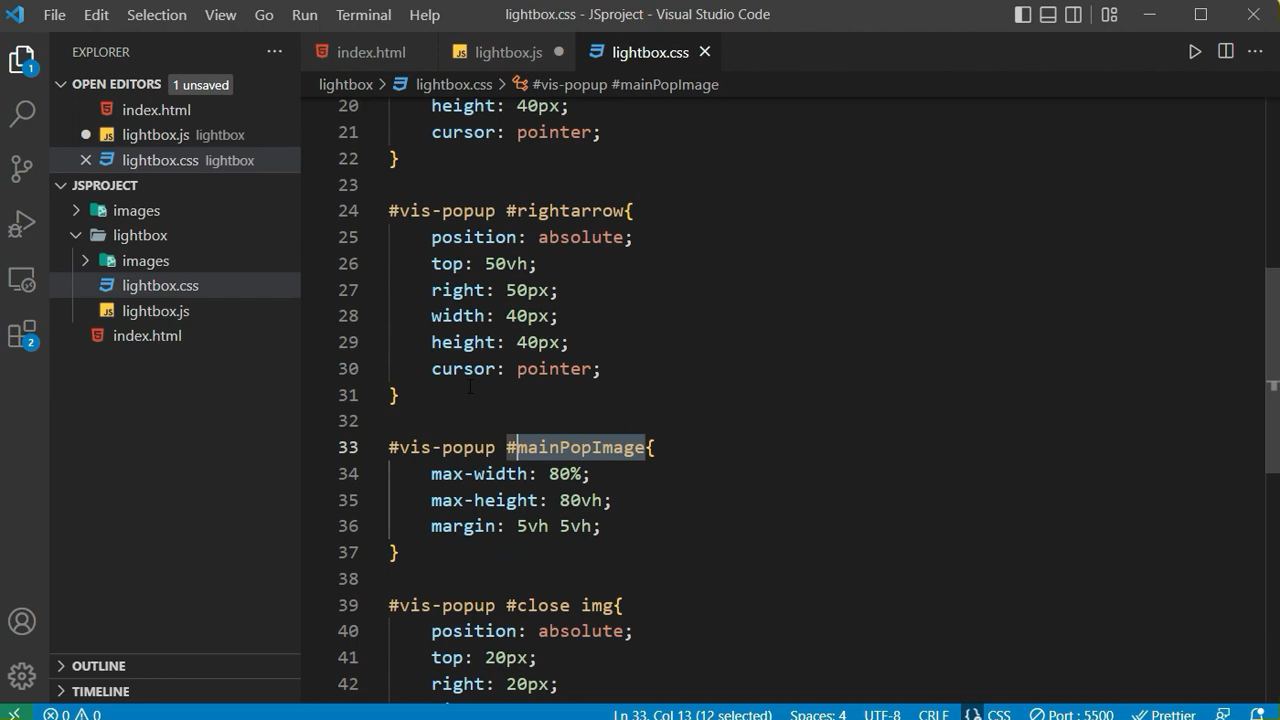 File Edit Selection View Go Run Terminal Help lightbox.css - JSproject - Visual Studio Code
EXPLORER
index.html lightbox.js lightbox.css
OPEN EDITORS 1 unsaved
lightbox > lightbox.css > #vis-popup #mainPopImage
index.html
lightbox.js lightbox
lightbox.css lightbox
JSPROJECT
images
lightbox
images
lightbox.css
lightbox.js
index.html
20 height: 40px;
21 cursor: pointer;
22 }
23
24 #vis-popup #rightarrow{
25 position: absolute;
26 top: 50vh;
27 right: 50px;
28 width: 40px;
29 height: 40px;
30 cursor: pointer;
31 }
32
33 #vis-popup #mainPopImage{
34 max-width: 80%;
35 max-height: 80vh;
36 margin: 5vh 5vh;
37 }
38
39 #vis-popup #close img{
40 position: absolute;
41 top: 20px;
42 right: 20px;
1
2
OUTLINE
TIMELINE
0 0 Ln 33, Col 13 (12 selected) Spaces: 4 UTF-8 CRLF CSS Port : 5500 Prettier